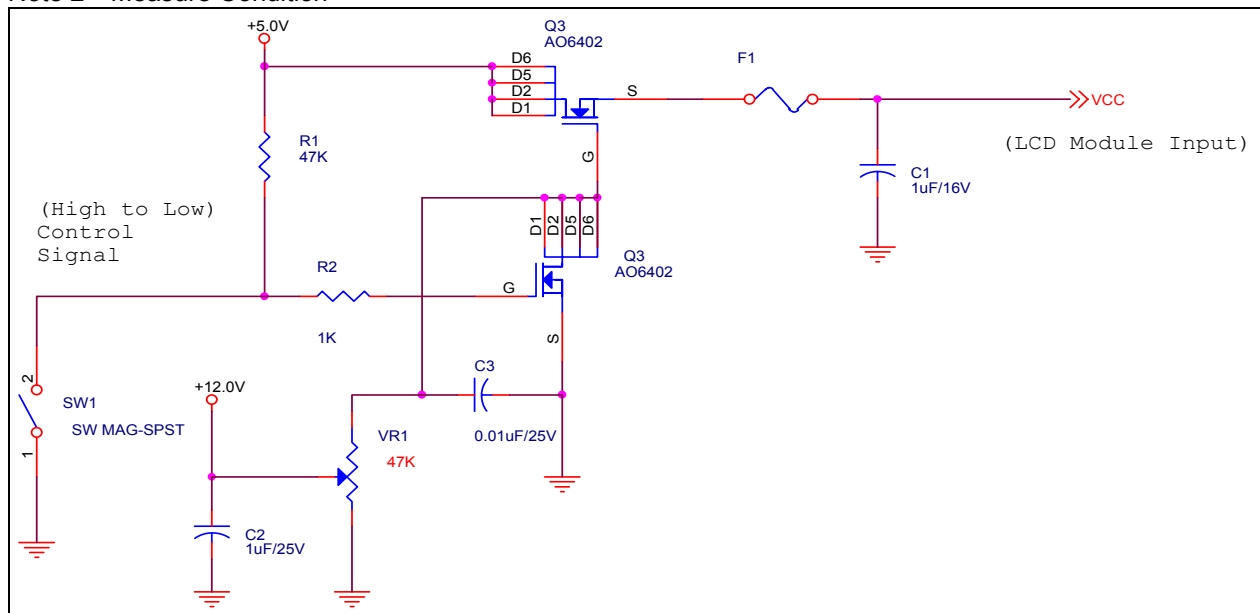 +5.0V
Q3
AO6402
F1
D6
D5
D2
D1
S
VCC
(LCD Module Input)
R1
47K
G
C1
1uF/16V
(High to Low)
Control
Signal
D1
D2
D5
D6
Q3
AO6402
R2
G
1K
S
C3
0.01uF/25V
2
SW1
SW MAG-SPST
1
+12.0V
VR1
47K
C2
1uF/25V